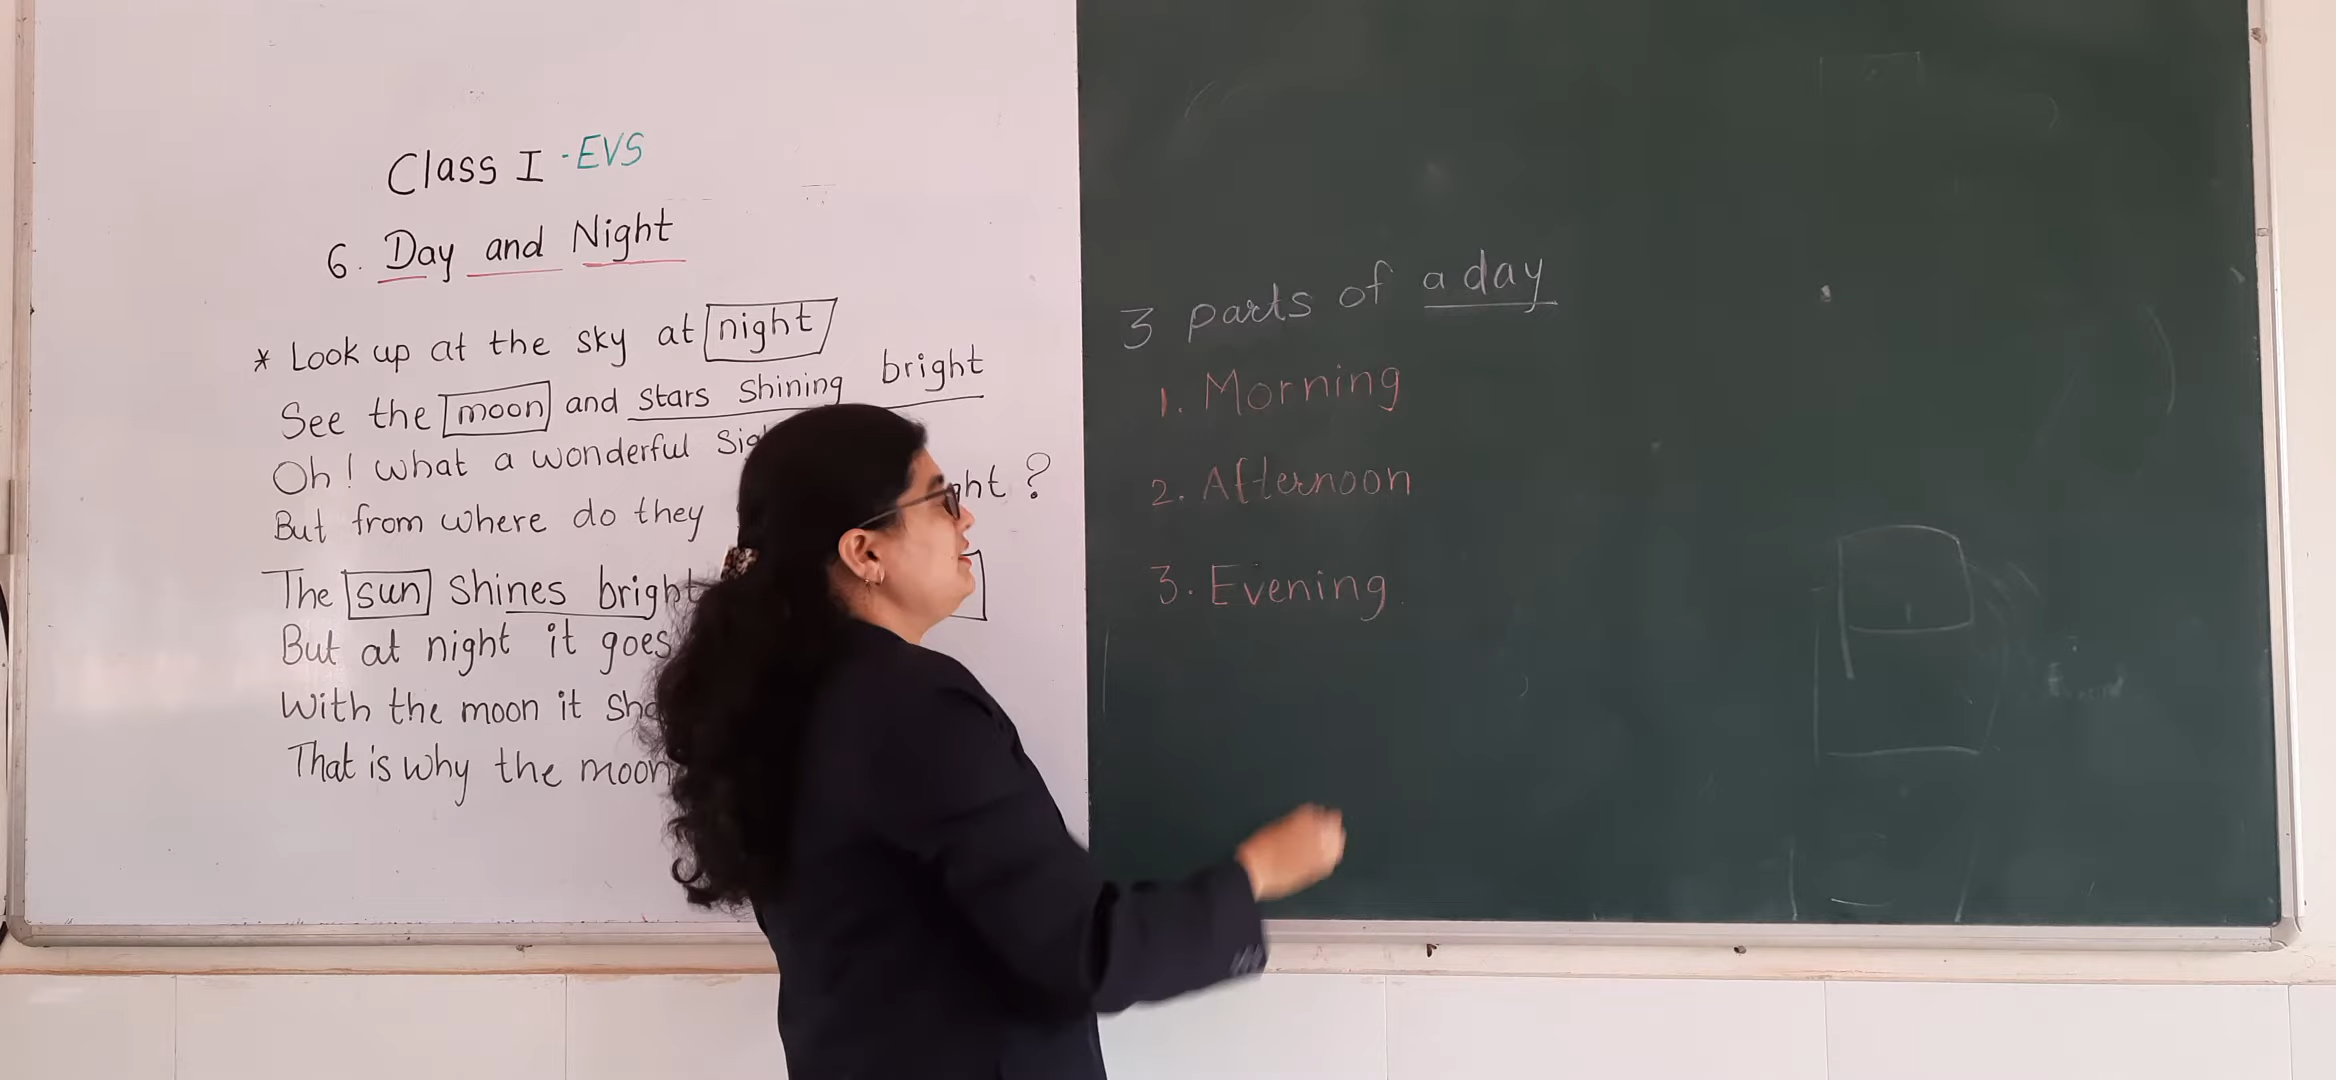 Class I - EVS
6. Day and Night
* Look up at the sky at night
See the moon and stars shining bright
Oh! what a wonderful
But from where do they ?
The sun shines bright
But at night it goes
With the moon it
That is why the moon
3 parts of a day
1. Morning
2. Afternoon
3. Evening